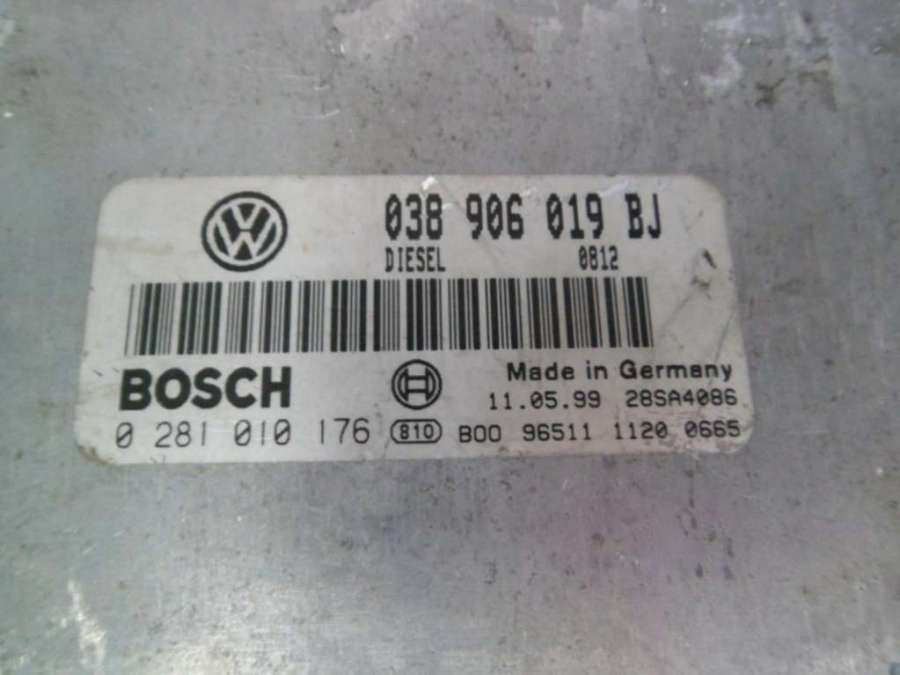 VW
038 906 019 BJ
DIESEL 0812
BOSCH
Made in Germany
11.05.99 28SA4086
0 281 010 176 810 B00 96511 1120 0665